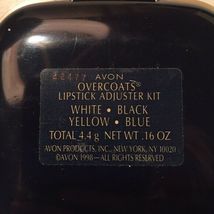 22477 AVON
OVERCOATS®
LIPSTICK ADJUSTER KIT
WHITE • BLACK
YELLOW • BLUE
TOTAL 4.4 g NET WT .16 OZ
AVON PRODUCTS, INC., NEW YORK, NY 10020
©AVON 1998—ALL RIGHTS RESERVED